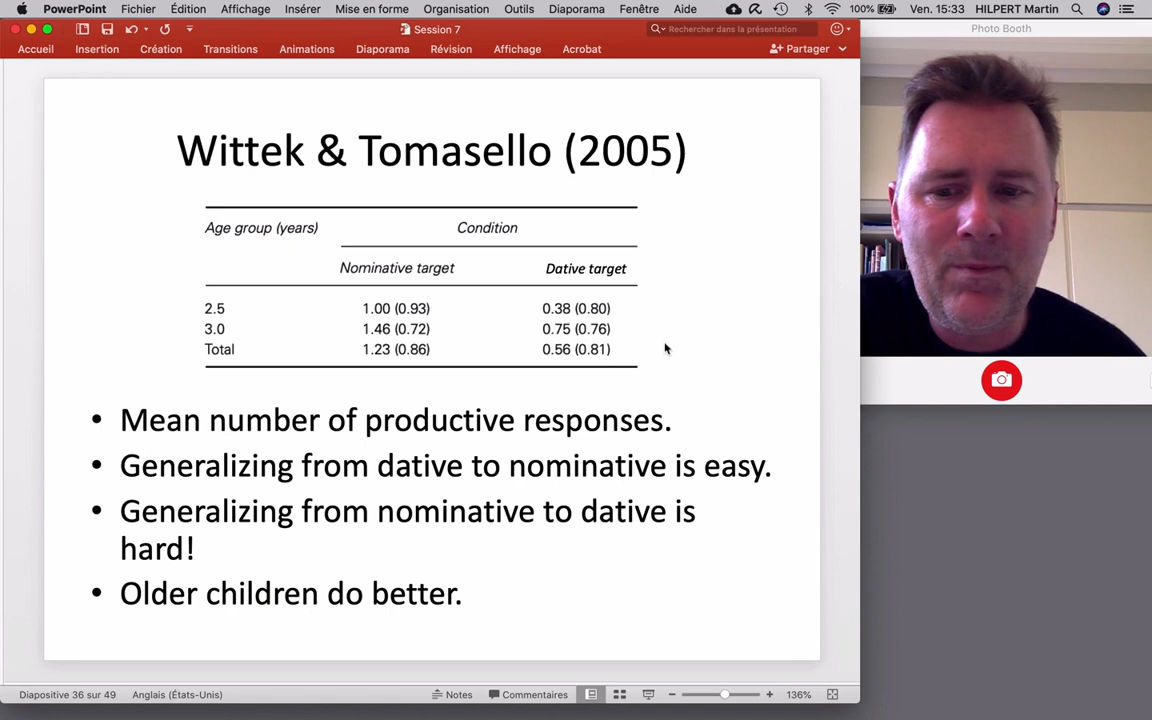 PowerPoint Fichier Édition Affichage Insérer Mise en forme Organisation Outils Diaporama Fenêtre Aide 100% Ven. 15:33 HILPERT Martin
Session 7
Rechercher dans la présentation
Photo Booth
Accueil Insertion Création Transitions Animations Diaporama Révision Affichage Acrobat Partager
Wittek & Tomasello (2005)
Age group (years) Condition
Nominative target Dative target
2.5 1.00 (0.93) 0.38 (0.80)
3.0 1.46 (0.72) 0.75 (0.76)
Total 1.23 (0.86) 0.56 (0.81)
• Mean number of productive responses.
• Generalizing from dative to nominative is easy.
• Generalizing from nominative to dative is
hard!
• Older children do better.
Diapositive 36 sur 49 Anglais (États-Unis) Notes Commentaires 136%